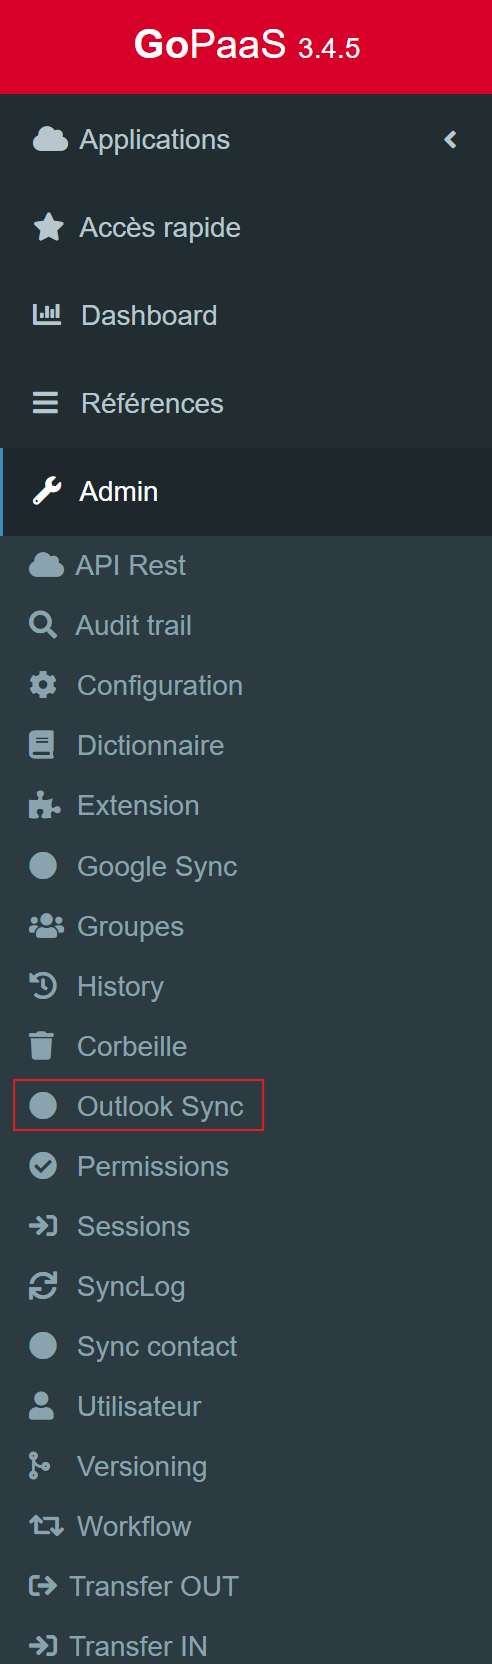 GoPaaS 3.4.5
Applications
Accès rapide
Dashboard
Références
Admin
API Rest
Audit trail
Configuration
Dictionnaire
Extension
Google Sync
Groupes
History
Corbeille
Outlook Sync
Permissions
Sessions
SyncLog
Sync contact
Utilisateur
Versioning
Workflow
Transfer OUT
Transfer IN